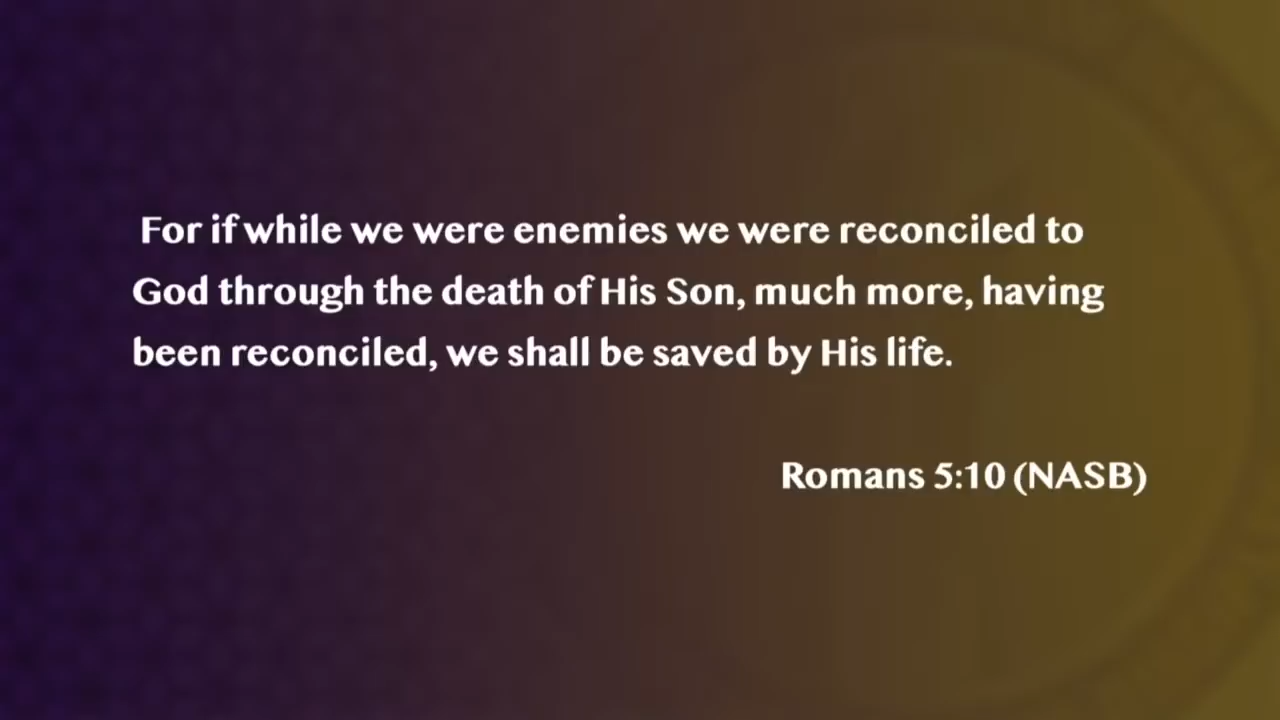 For if while we were enemies we were reconciled to
God through the death of His Son, much more, having
been reconciled, we shall be saved by His life.
Romans 5:10 (NASB)